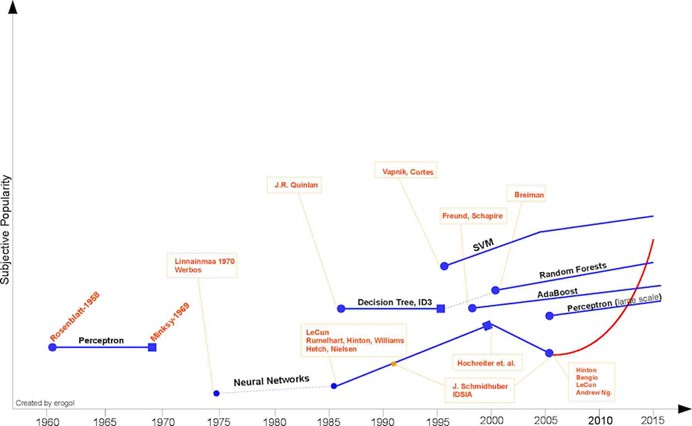 Subjective Popularity
Vapnik, Cortes
J.R. Quinlan
Breiman
Freund, Schapire
SVM
Linnainmaa 1970
Werbos
Random Forests
AdaBoost
Decision Tree, ID3
Perceptron (large scale)
Rosenblatt-1958
Minksy-1969
Perceptron
LeCun
Rumelhart, Hinton, Williams
Hetch, Nielsen
Neural Networks
Hochreiter et. al.
J. Schmidhuber
IDSIA
Hinton
Bengio
LeCun
Andrew Ng.
Created by erogol
1960 1965 1970 1975 1980 1985 1990 1995 2000 2005 2010 2015